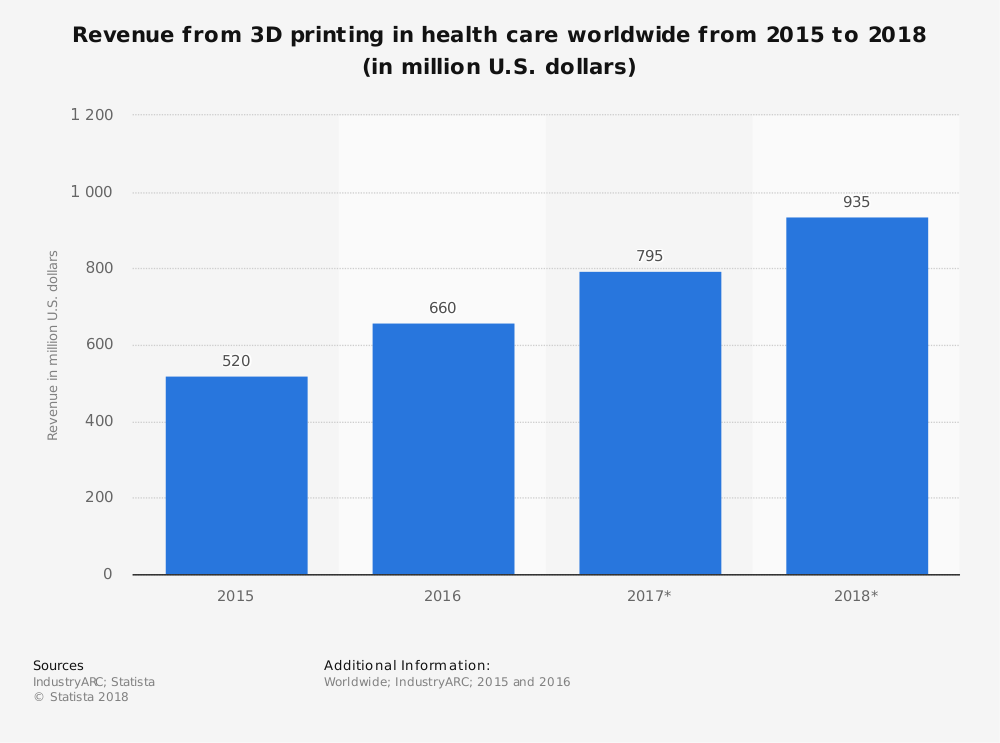 Revenue from 3D printing in health care worldwide from 2015 to 2018
(in million U.S. dollars)
1 200
1 000
800
600
400
200
0
Revenue in million U.S. dollars
520
660
795
935
2015
2016
2017*
2018*
Sources
IndustryARC; Statista
© Statista 2018
Additional Information:
Worldwide; IndustryARC; 2015 and 2016